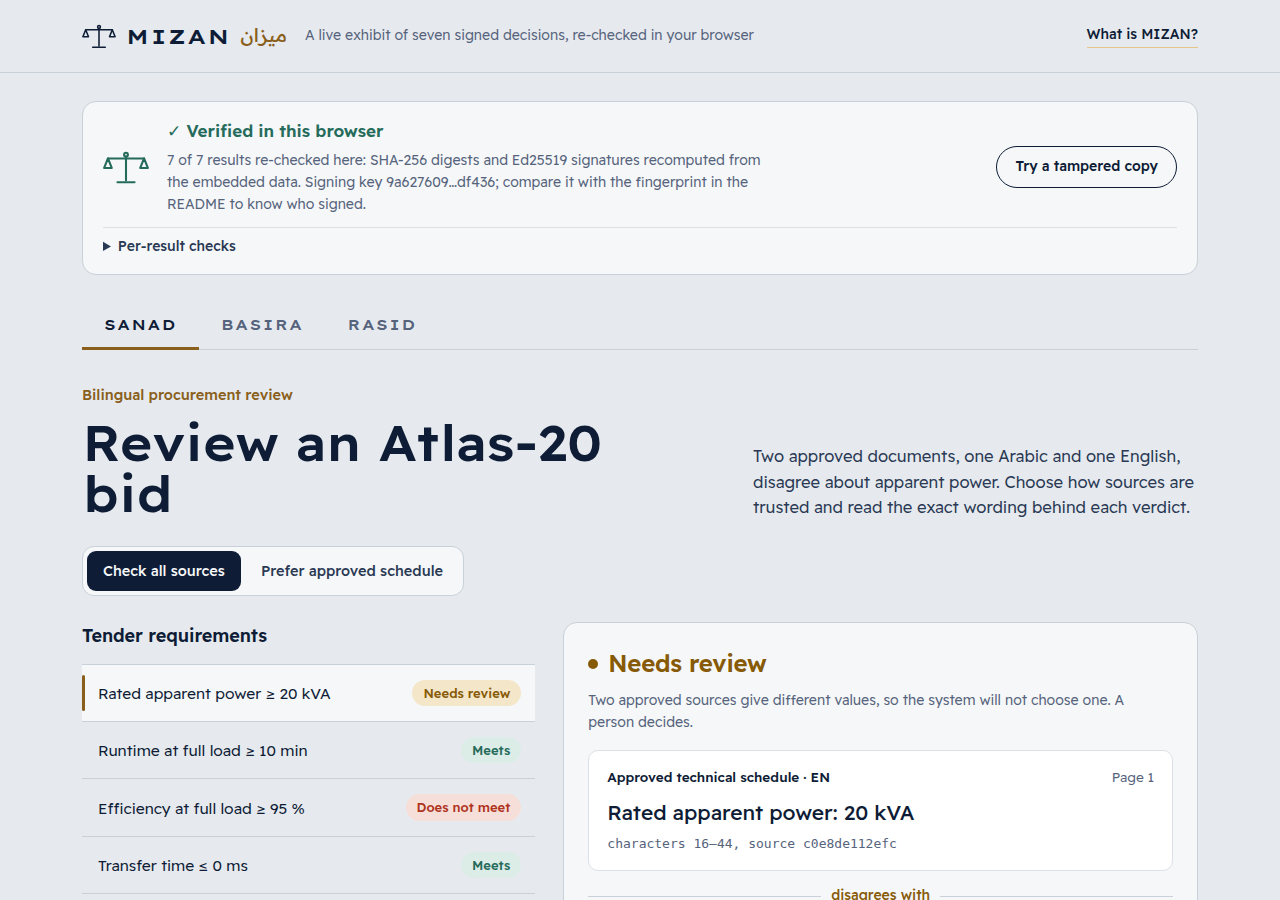 MIZAN ميزان A live exhibit of seven signed decisions, re-checked in your browser What is MIZAN?
✓ Verified in this browser
7 of 7 results re-checked here: SHA-256 digests and Ed25519 signatures recomputed from
the embedded data. Signing key 9a627609…df436; compare it with the fingerprint in the
README to know who signed.
Try a tampered copy
▶ Per-result checks
SANAD BASIRA RASID
Bilingual procurement review
Review an Atlas-20
bid
Two approved documents, one Arabic and one English,
disagree about apparent power. Choose how sources are
trusted and read the exact wording behind each verdict.
Check all sources Prefer approved schedule
Tender requirements
Rated apparent power ≥ 20 kVA Needs review
Runtime at full load ≥ 10 min Meets
Efficiency at full load ≥ 95 % Does not meet
Transfer time ≤ 0 ms Meets
Needs review
Two approved sources give different values, so the system will not choose one. A
person decides.
Approved technical schedule · EN Page 1
Rated apparent power: 20 kVA
characters 16–44, source c0e8de112efc
disagrees with